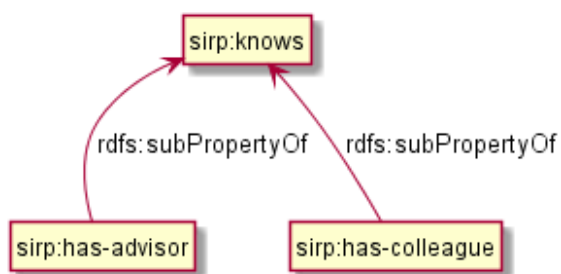 sirp:knows
rdfs:subPropertyOf
rdfs:subPropertyOf
sirp:has-advisor
sirp:has-colleague